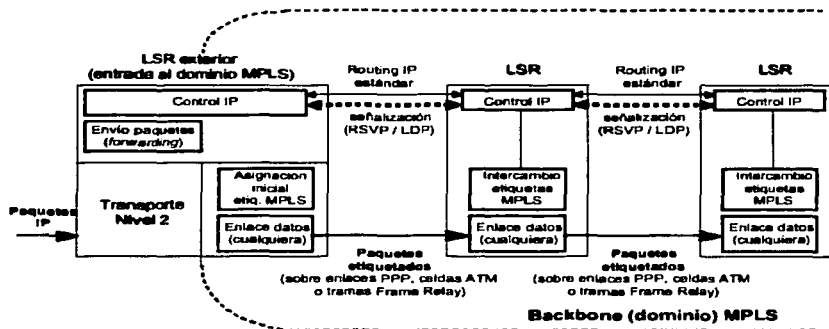 LSR exterior
(entrada al dominio MPLS)
Control IP
Envío paquetes
(forwarding)
Paquetes
IP
Transporte
Nivel 2
Asignación
inicial
etiq. MPLS
Enlace datos
(cualquiera)
Routing IP
estándar
señalización
(RSVP / LDP)
Paquetes
etiquetados
(sobre enlaces PPP, celdas ATM
o tramas Frame Relay)
LSR
Control IP
Intercambio
etiquetas
MPLS
Enlace datos
(cualquiera)
Routing IP
estándar
señalización
(RSVP / LDP)
Paquetes
etiquetados
(sobre enlaces PPP, celdas ATM
o tramas Frame Relay)
LSR
Control IP
Intercambio
etiquetas
MPLS
Enlace datos
(cualquiera)
Backbone (dominio) MPLS